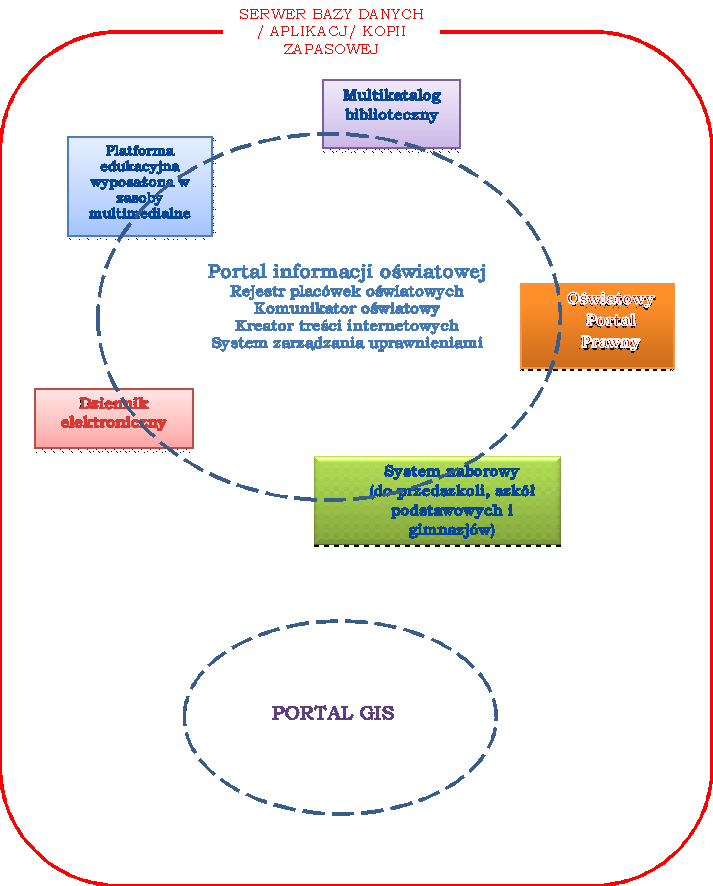 SERWER BAZY DANYCH
/ APLIKACJ/ KOPII
ZAPASOWEJ
Multikatalog
biblioteczny
Platforma
edukacyjna
wyposażona w
zasoby
multimedialne
Portal informacji oświatowej
Rejestr placówek oświatowych
Komunikator oświatowy
Kreator treści internetowych
System zarządzania uprawnieniami
Oświatowy
Portal
Prawny
Dziennik
elektroniczny
System naborowy
(do przedszkoli, szkół
podstawowych i
gimnazjów)
PORTAL GIS